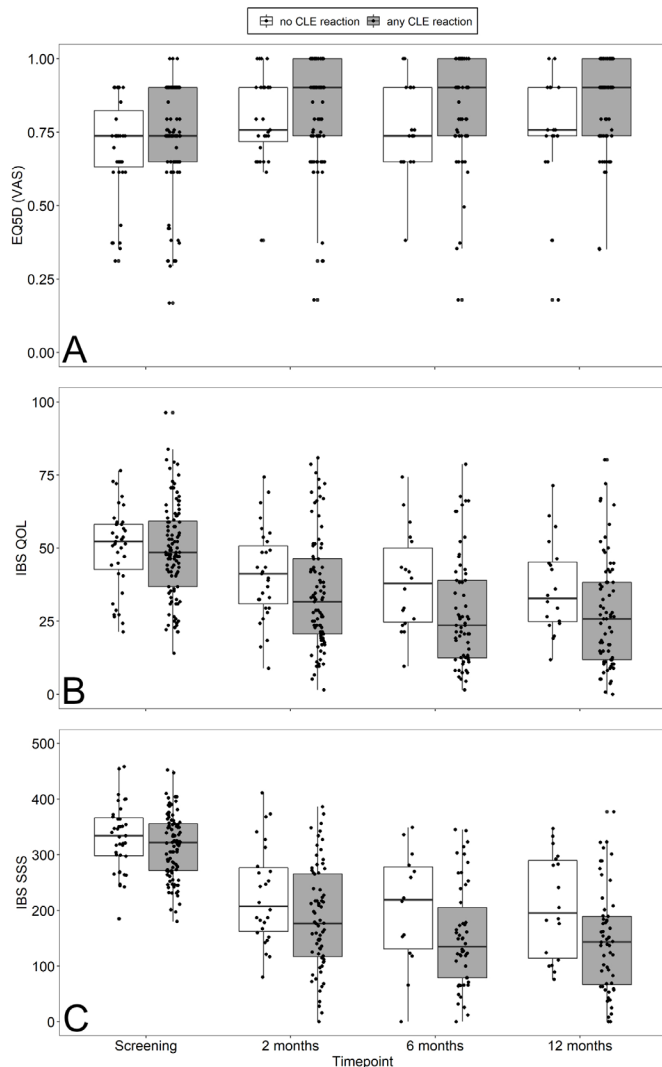 no CLE reaction any CLE reaction
1.00
0.75
0.50
0.25
0.00
EQ5D (VAS)
A
100
75
50
25
0
IBS QOL
B
500
400
300
200
100
0
IBS SSS
C
Screening 2 months 6 months 12 months
Timepoint